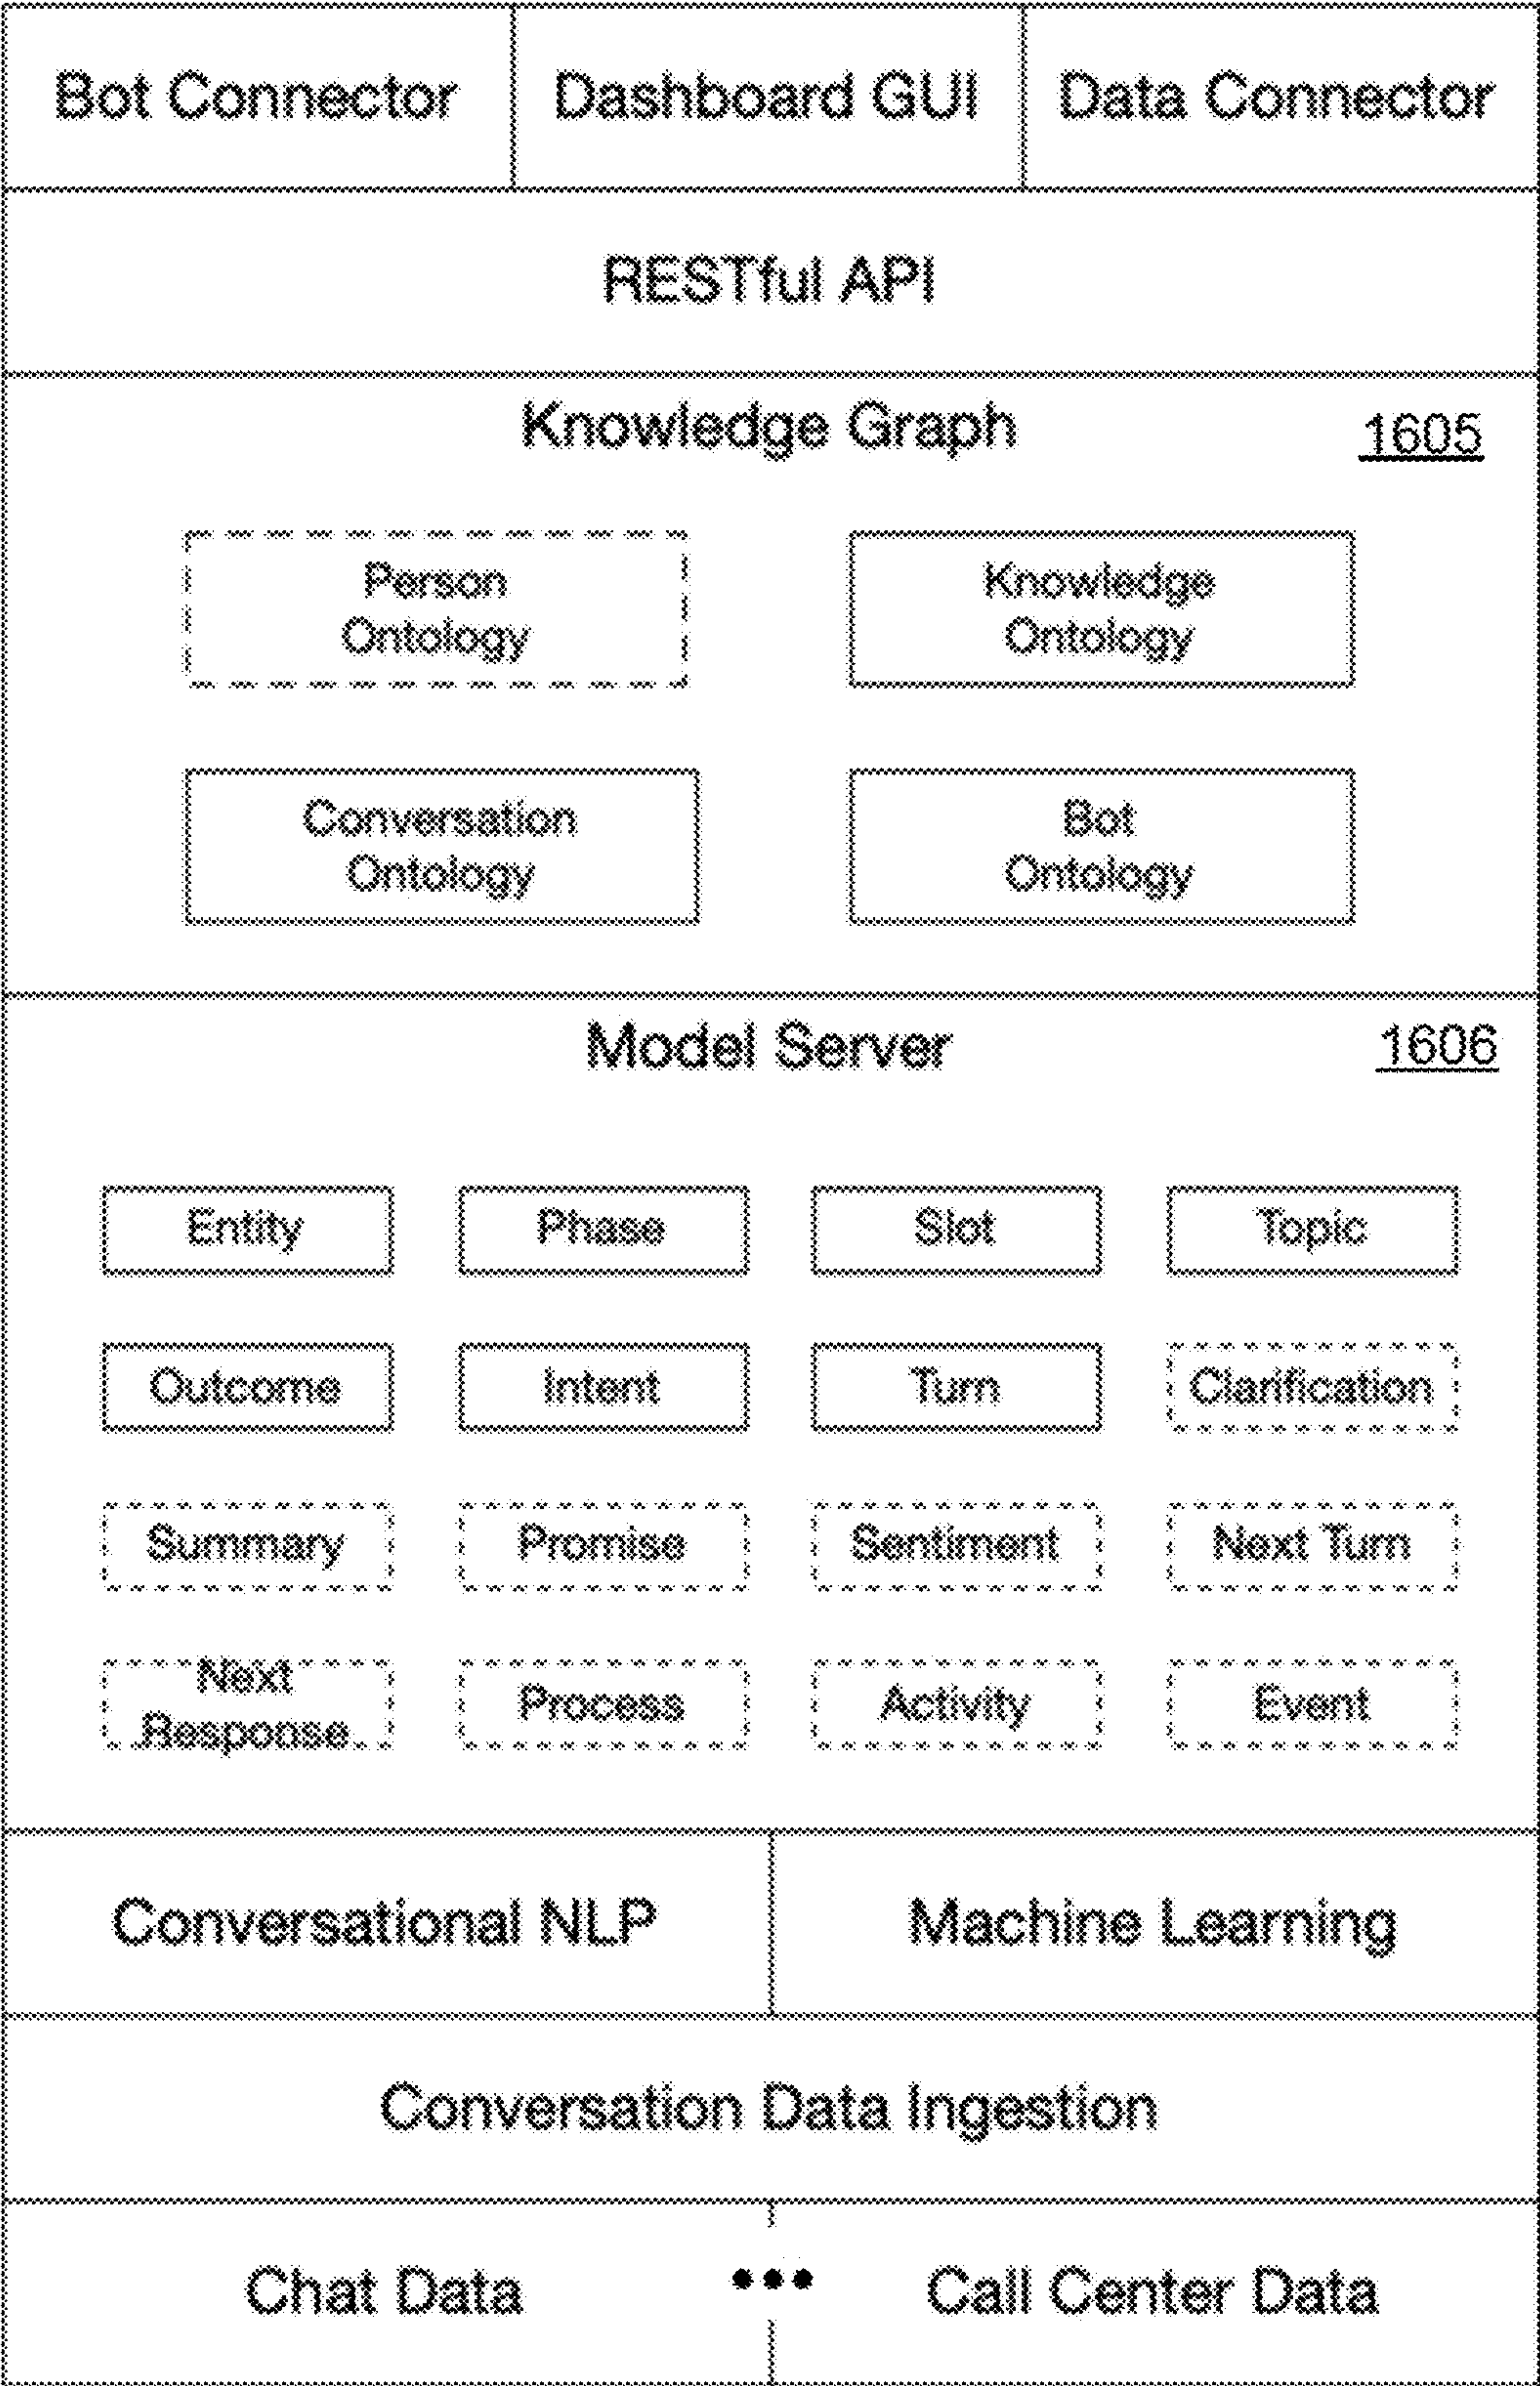 Bot Connector Dashboard GUI Data Connector
RESTful API
Knowledge Graph 1605
Person Knowledge
Ontology Ontology
Conversation Bot
Ontology Ontology
Model Server 1606
Entity Phase Slot Topic
Outcome Intent Turn Clarification
Summary Promise Sentiment Next Turn
Next
Response Process Activity Event
Conversational NLP Machine Learning
Conversation Data Ingestion
Chat Data ••• Call Center Data